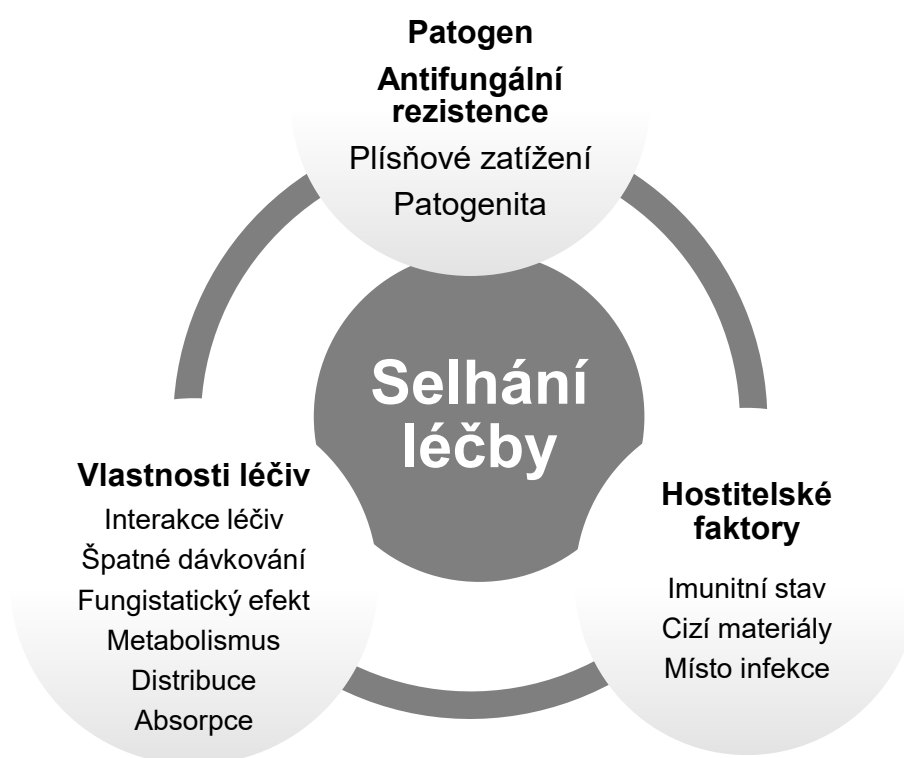 Patogen
Antifungální
rezistence
Plísňové zatížení
Patogenita
Selhání
léčby
Vlastnosti léčiv
Interakce léčiv
Špatné dávkování
Fungistatický efekt
Metabolismus
Distribuce
Absorpce
Hostitelské
faktory
Imunitní stav
Cizí materiály
Místo infekce